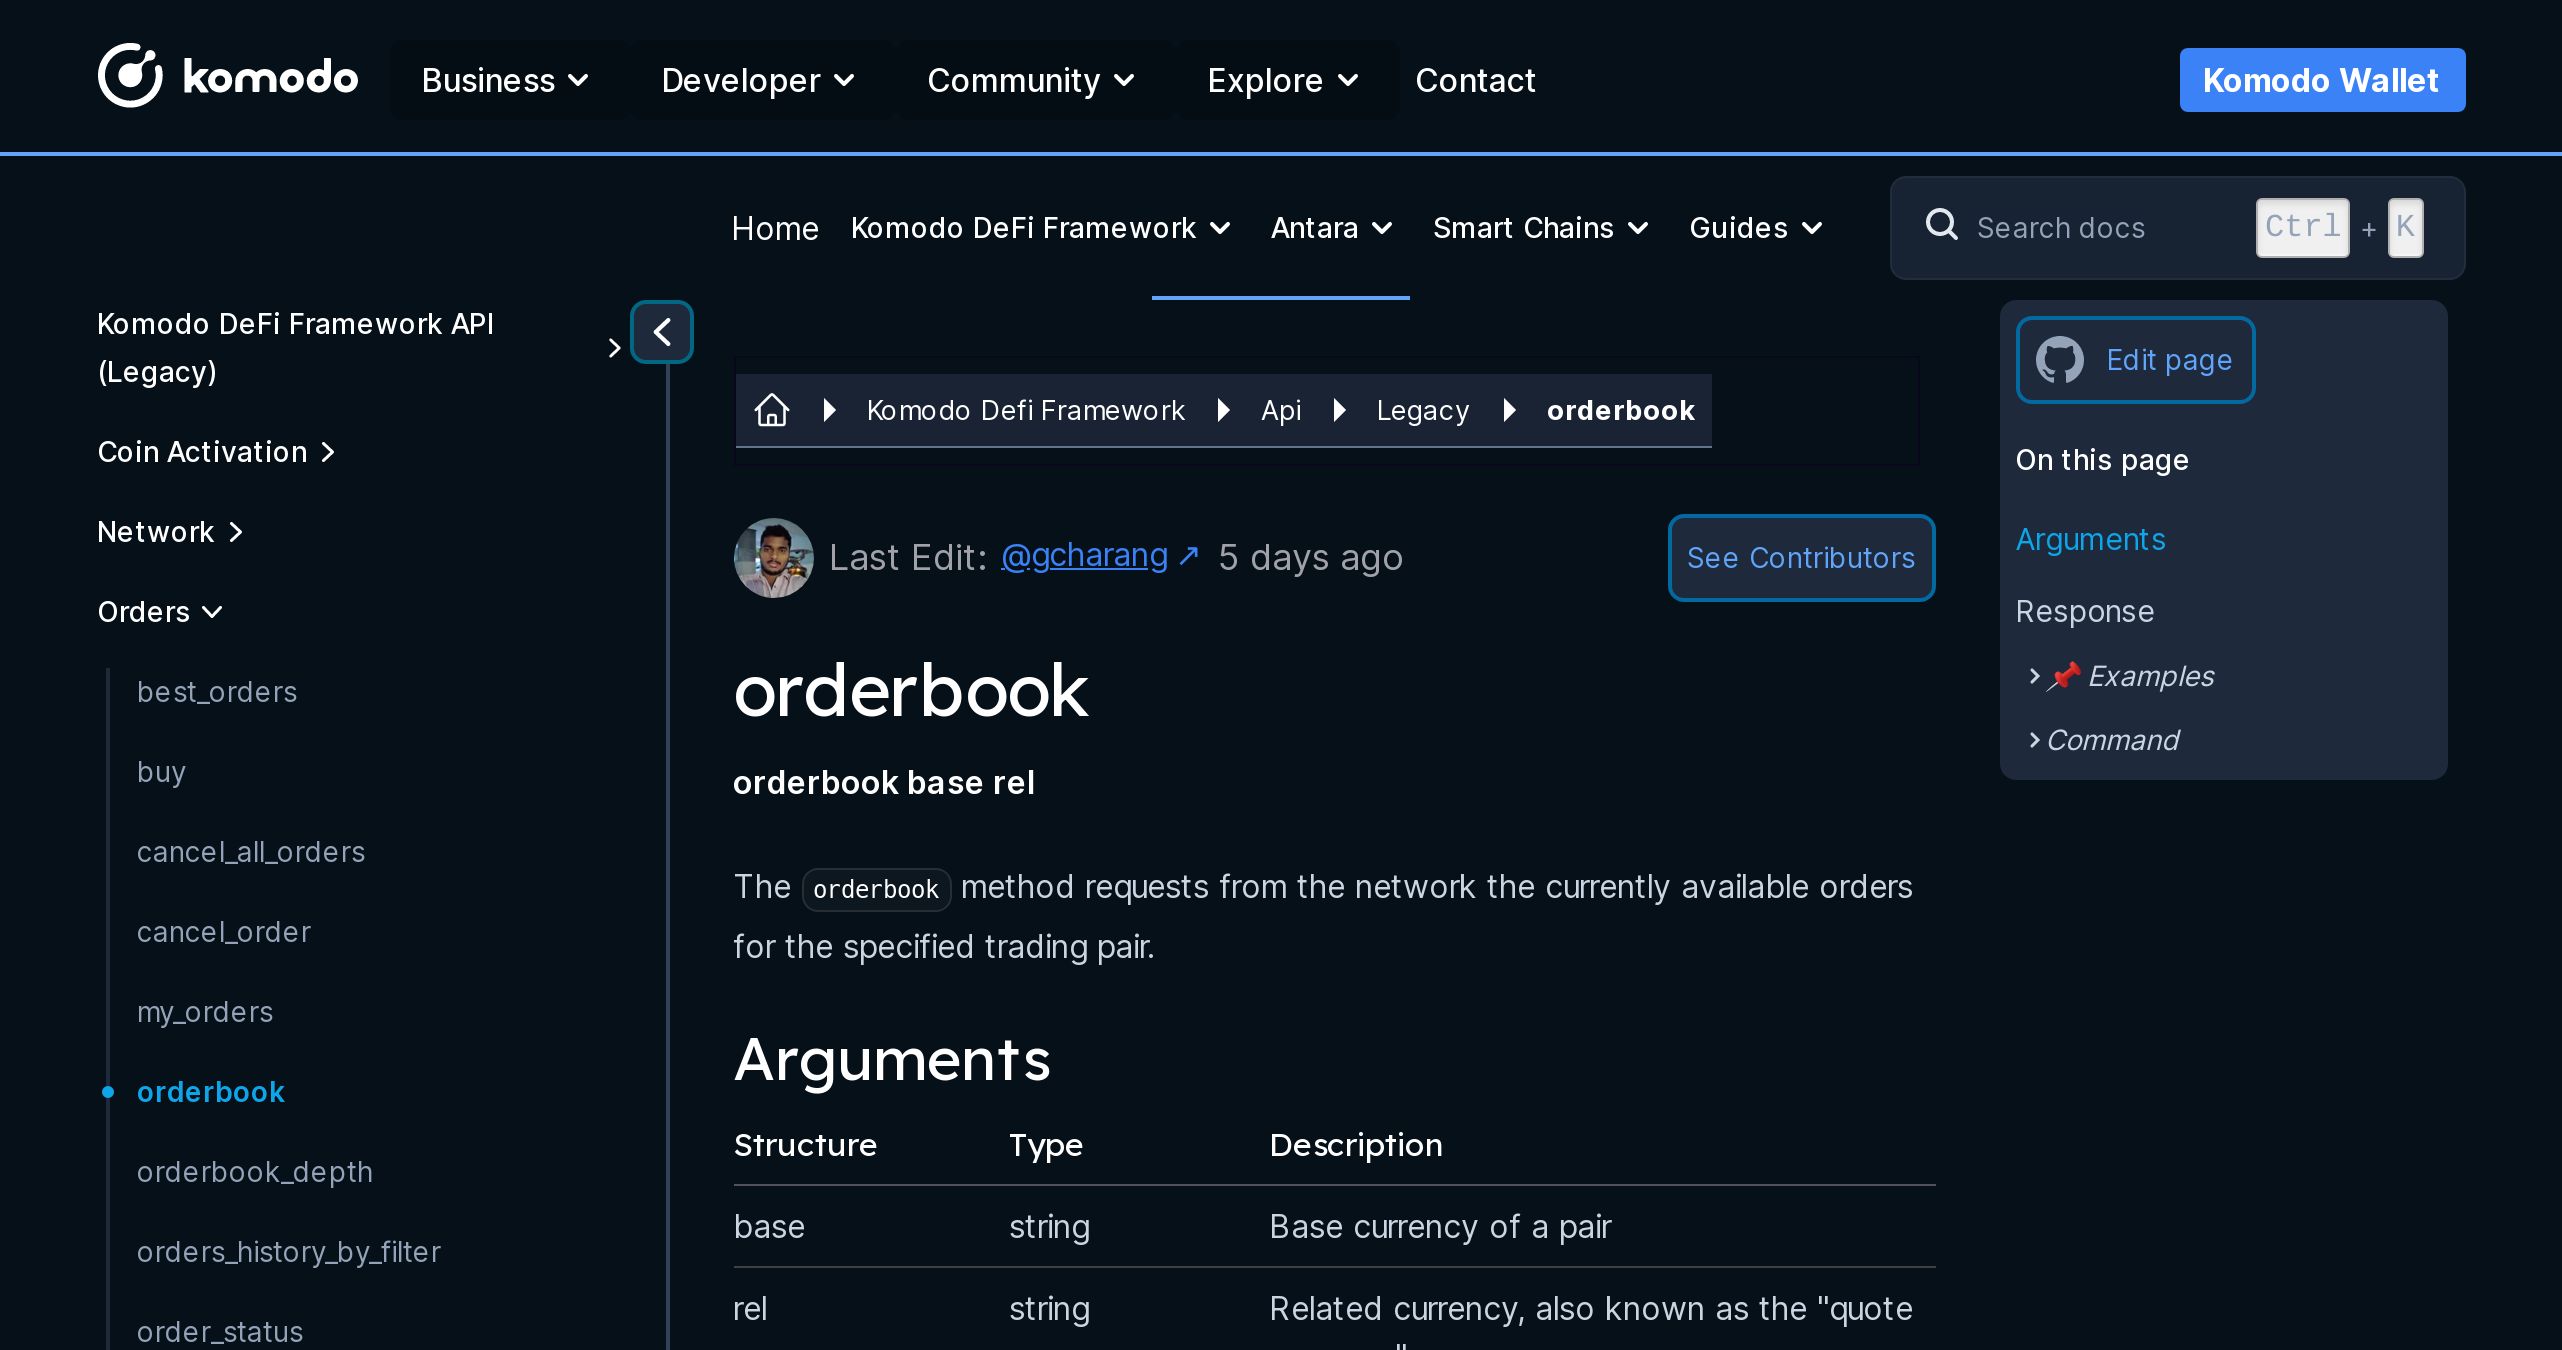 komodo
Business
Developer
Community
Explore
Contact
Komodo Wallet
Home
Komodo DeFi Framework
Antara
Smart Chains
Guides
Search docs
Ctrl + K
Komodo DeFi Framework API
(Legacy)
Coin Activation
Network
Orders
best_orders
buy
cancel_all_orders
cancel_order
my_orders
orderbook
orderbook_depth
orders_history_by_filter
order_status
Komodo Defi Framework
Api
Legacy
orderbook
Last Edit: @gcharang ↗ 5 days ago
See Contributors
orderbook
orderbook base rel
The orderbook method requests from the network the currently available orders
for the specified trading pair.
Arguments
Structure Type Description
base string Base currency of a pair
rel string Related currency, also known as the "quote
Edit page
On this page
Arguments
Response
📌 Examples
Command